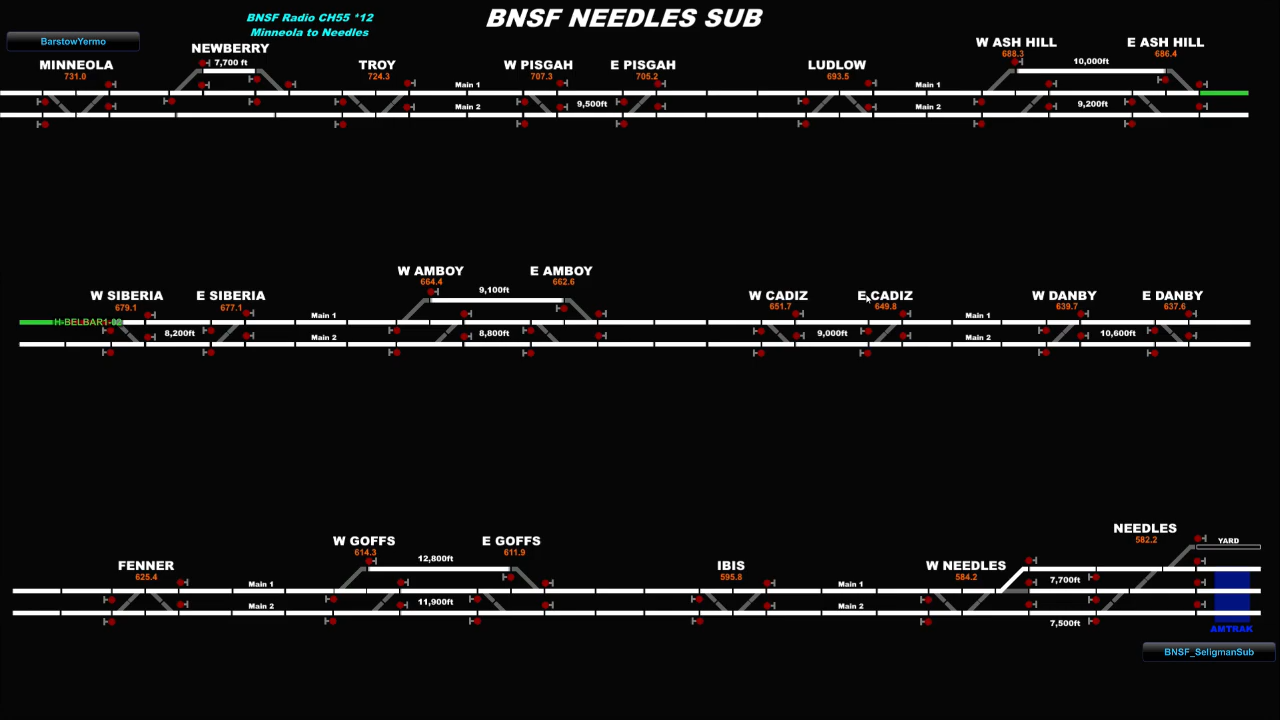 BNSF NEEDLES SUB
BNSF Radio CH55 *12
Minneola to Needles
BarstowYermo
MINNEOLA
731.0
NEWBERRY
7,700 ft
TROY
724.3
Main 1
Main 2
W PISGAH
707.3
9,500ft
E PISGAH
705.2
LUDLOW
693.5
Main 1
Main 2
W ASH HILL
688.3
10,000ft
9,200ft
E ASH HILL
686.4
H-BELBAR1-02
W SIBERIA
679.1
8,200ft
E SIBERIA
677.1
Main 1
Main 2
W AMBOY
664.4
9,100ft
8,800ft
E AMBOY
662.6
W CADIZ
651.7
9,000ft
E CADIZ
649.8
Main 1
Main 2
W DANBY
639.7
10,600ft
E DANBY
637.6
FENNER
625.4
Main 1
Main 2
W GOFFS
614.3
12,800ft
11,900ft
E GOFFS
611.9
IBIS
595.8
Main 1
Main 2
W NEEDLES
584.2
7,700ft
7,500ft
NEEDLES
582.2
YARD
AMTRAK
BNSF_SeligmanSub